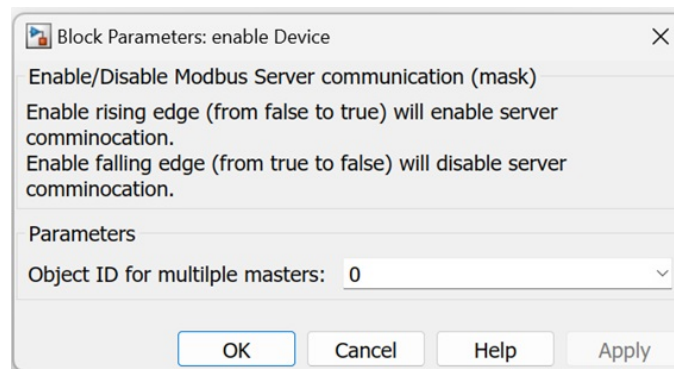 Block Parameters: enable Device
Enable/Disable Modbus Server communication (mask)
Enable rising edge (from false to true) will enable server
comminocation.
Enable falling edge (from true to false) will disable server
comminocation.
Parameters
Object ID for multilple masters: 0
OK Cancel Help Apply